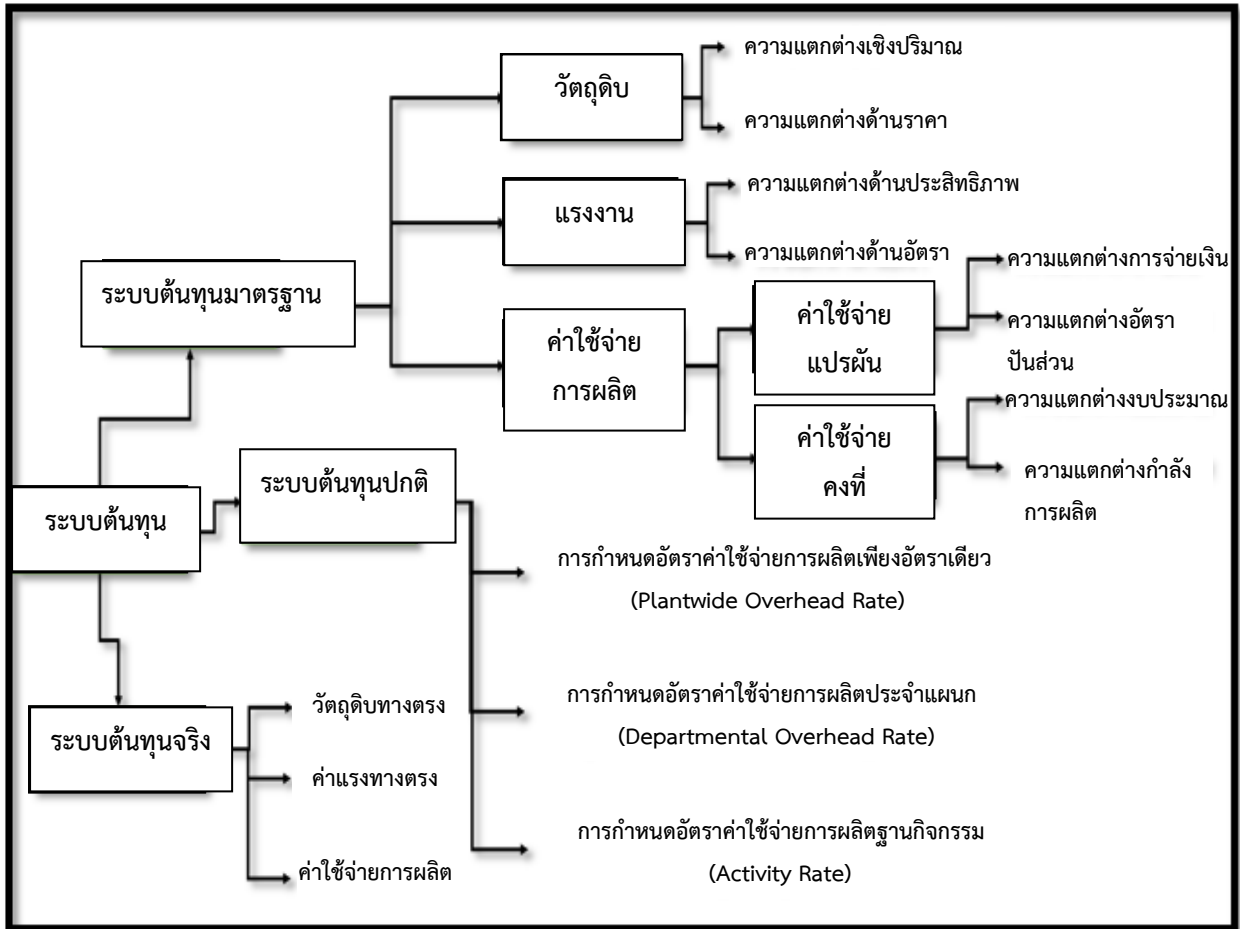 ความแตกต่างเชิงปริมาณ
วัตถุดิบ
ความแตกต่างด้านราคา
ความแตกต่างด้านประสิทธิภาพ
แรงงาน
ความแตกต่างด้านอัตรา
ความแตกต่างการจ่ายเงิน
ระบบต้นทุนมาตรฐาน
ค่าใช้จ่าย
การผลิต
ค่าใช้จ่าย
แปรผัน
ความแตกต่างอัตรา
ปันส่วน
ความแตกต่างงบประมาณ
ค่าใช้จ่าย
คงที่
ความแตกต่างกำลัง
การผลิต
ระบบต้นทุนปกติ
ระบบต้นทุน
การกำหนดอัตราค่าใช้จ่ายการผลิตเพียงอัตราเดียว
(Plantwide Overhead Rate)
การกำหนดอัตราค่าใช้จ่ายการผลิตประจำแผนก
(Departmental Overhead Rate)
การกำหนดอัตราค่าใช้จ่ายการผลิตฐานกิจกรรม
(Activity Rate)
ระบบต้นทุนจริง
วัตถุดิบทางตรง
ค่าแรงทางตรง
ค่าใช้จ่ายการผลิต